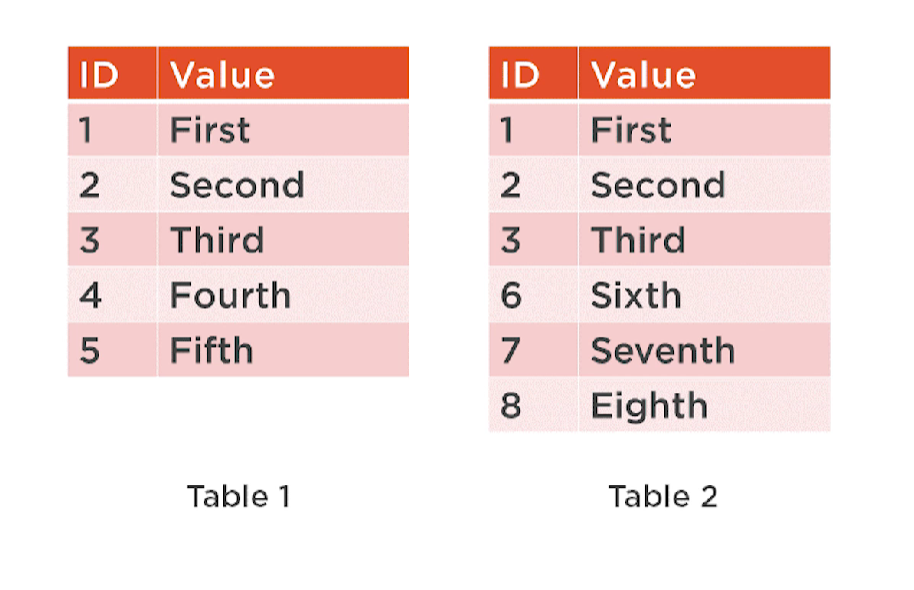 ID Value
1 First
2 Second
3 Third
4 Fourth
5 Fifth
Table 1
ID Value
1 First
2 Second
3 Third
6 Sixth
7 Seventh
8 Eighth
Table 2